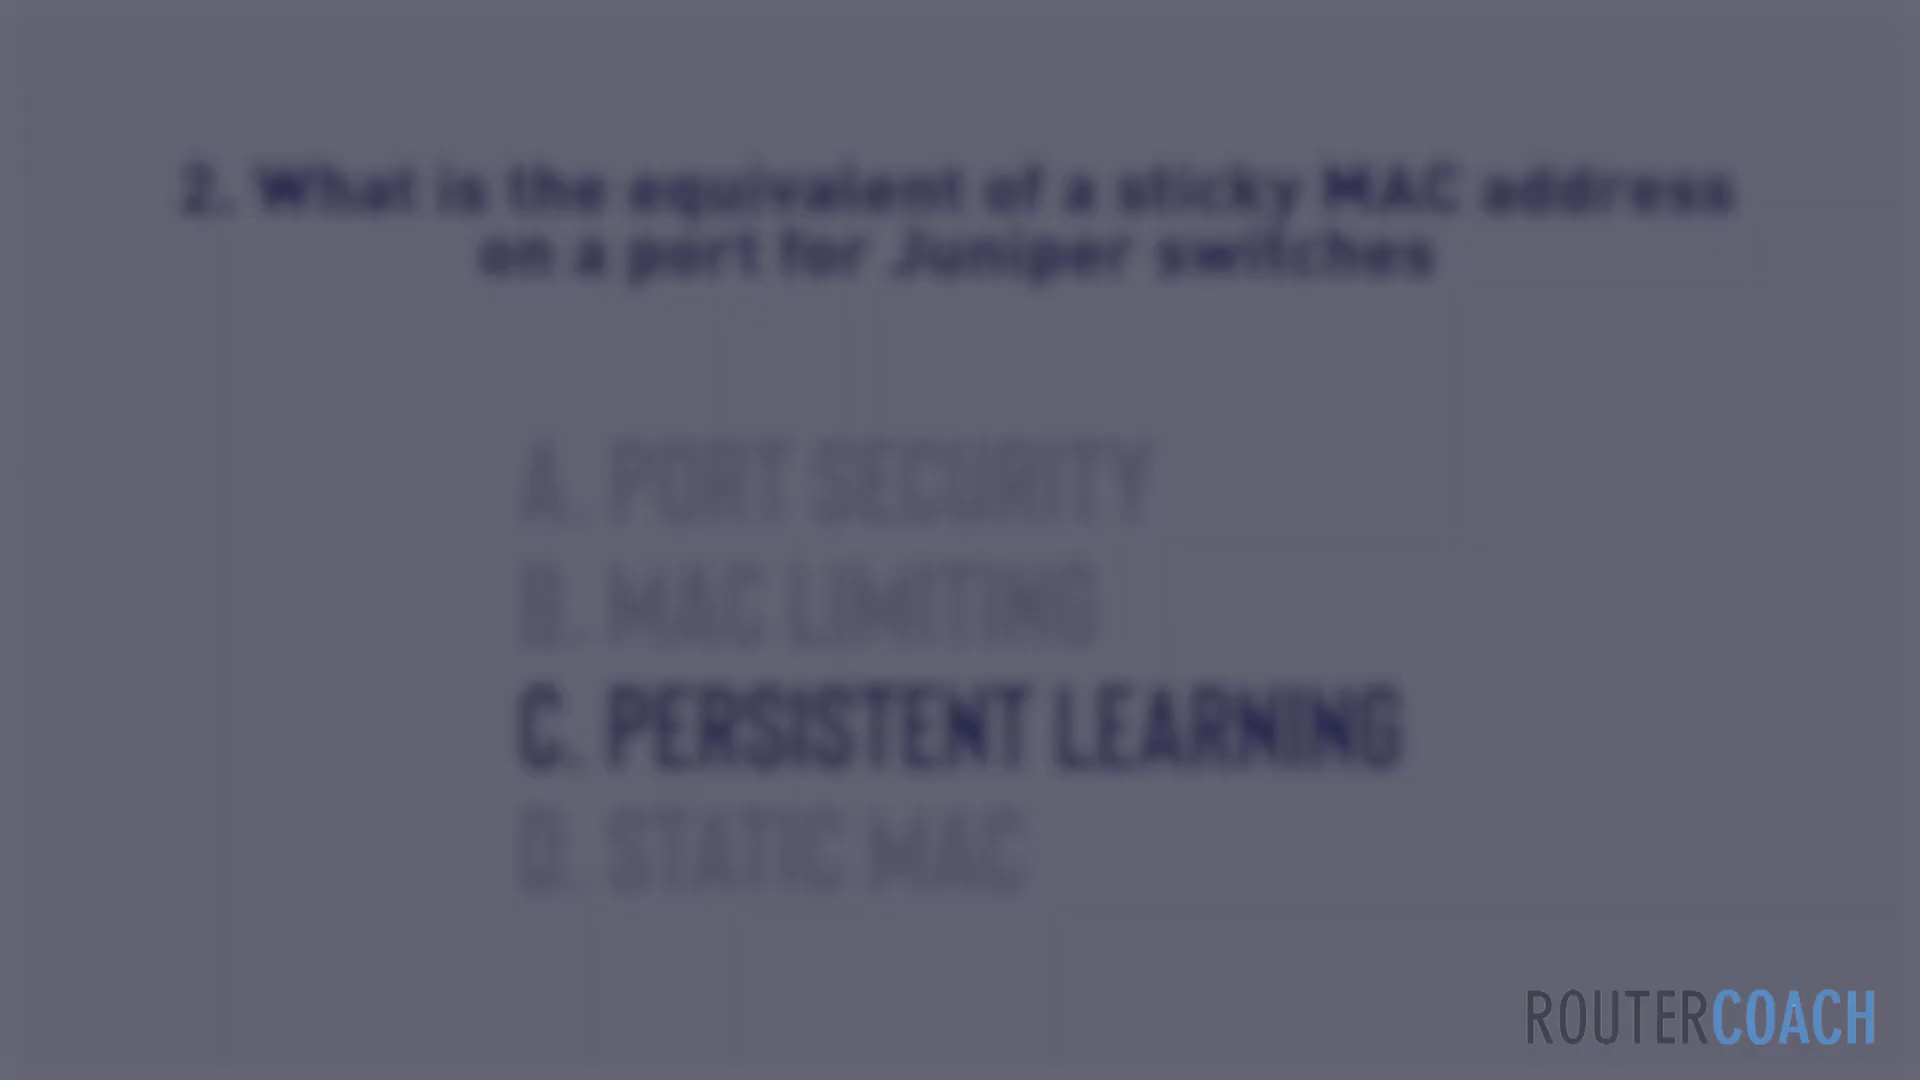 2. What is the equivalent of a sticky MAC address
on a port for Juniper switches
A. PORT SECURITY
B. MAC LIMITING
C. PERSISTENT LEARNING
D. STATIC MAC
ROUTERCOACH